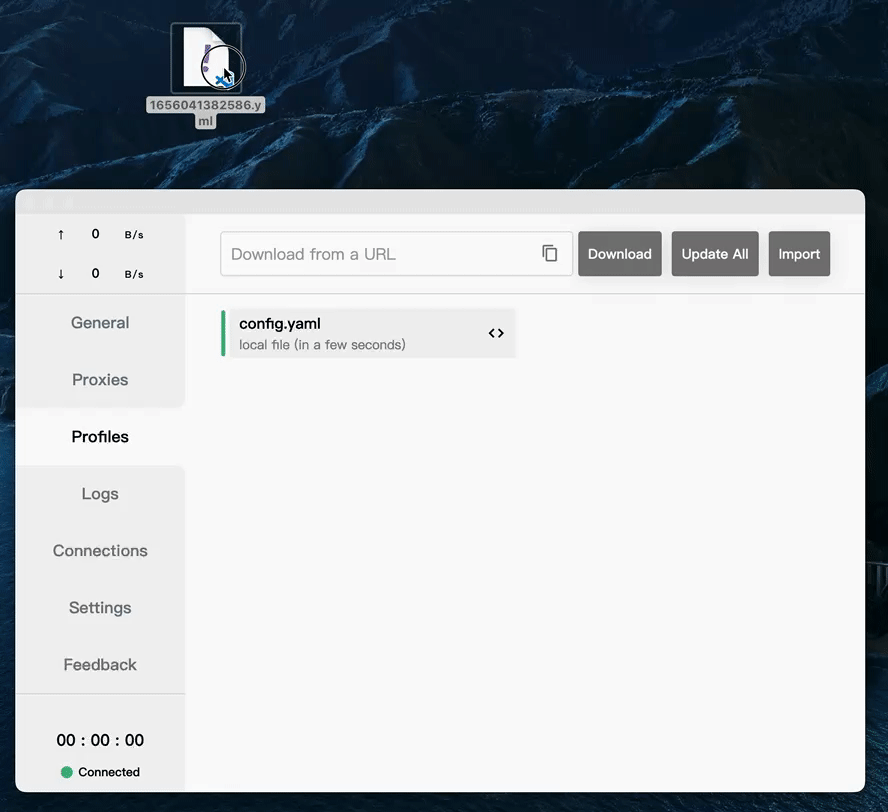 1656041382586.y
ml
↑ 0 B/s
↓ 0 B/s
Download from a URL
Download
Update All
Import
General
Proxies
Profiles
Logs
Connections
Settings
Feedback
config.yaml
local file (in a few seconds)
00 : 00 : 00
Connected